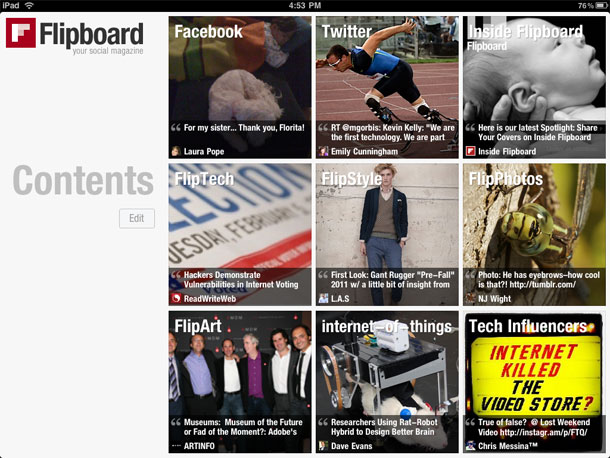 iPad
4:53 PM
76%
Flipboard
your social magazine
Contents
Edit
Facebook
For my sister... Thank you, Florita!
Laura Pope
Twitter
RT @mgorbis: Kevin Kelly: "We are
the first technology. We are part
Emily Cunningham
Inside Flipboard
Flipboard
Here is our latest Spotlight: Share
Your Covers on Inside Flipboard
Inside Flipboard
FlipTech
ELECTION
TUESDAY, FEBRUARY
Hackers Demonstrate
Vulnerabilities in Internet Voting
ReadWriteWeb
FlipStyle
First Look: Gant Rugger "Pre-Fall"
2011 w/ a little bit of insight from
L.A.S
FlipPhotos
Photo: He has eyebrows-how cool
is that?! http://tumblr.com/
NJ Wight
FlipArt
Museums: Museum of the Future
or Fad of the Moment?: Adobe's
ARTINFO
internet-of-things
Researchers Using Rat-Robot
Hybrid to Design Better Brain
Dave Evans
Tech Influencers
INTERNET
KILLED
THE
VIDEO STORE?
True of false? @ Lost Weekend
Video http://instagr.am/p/FTQ/
Chris Messina™